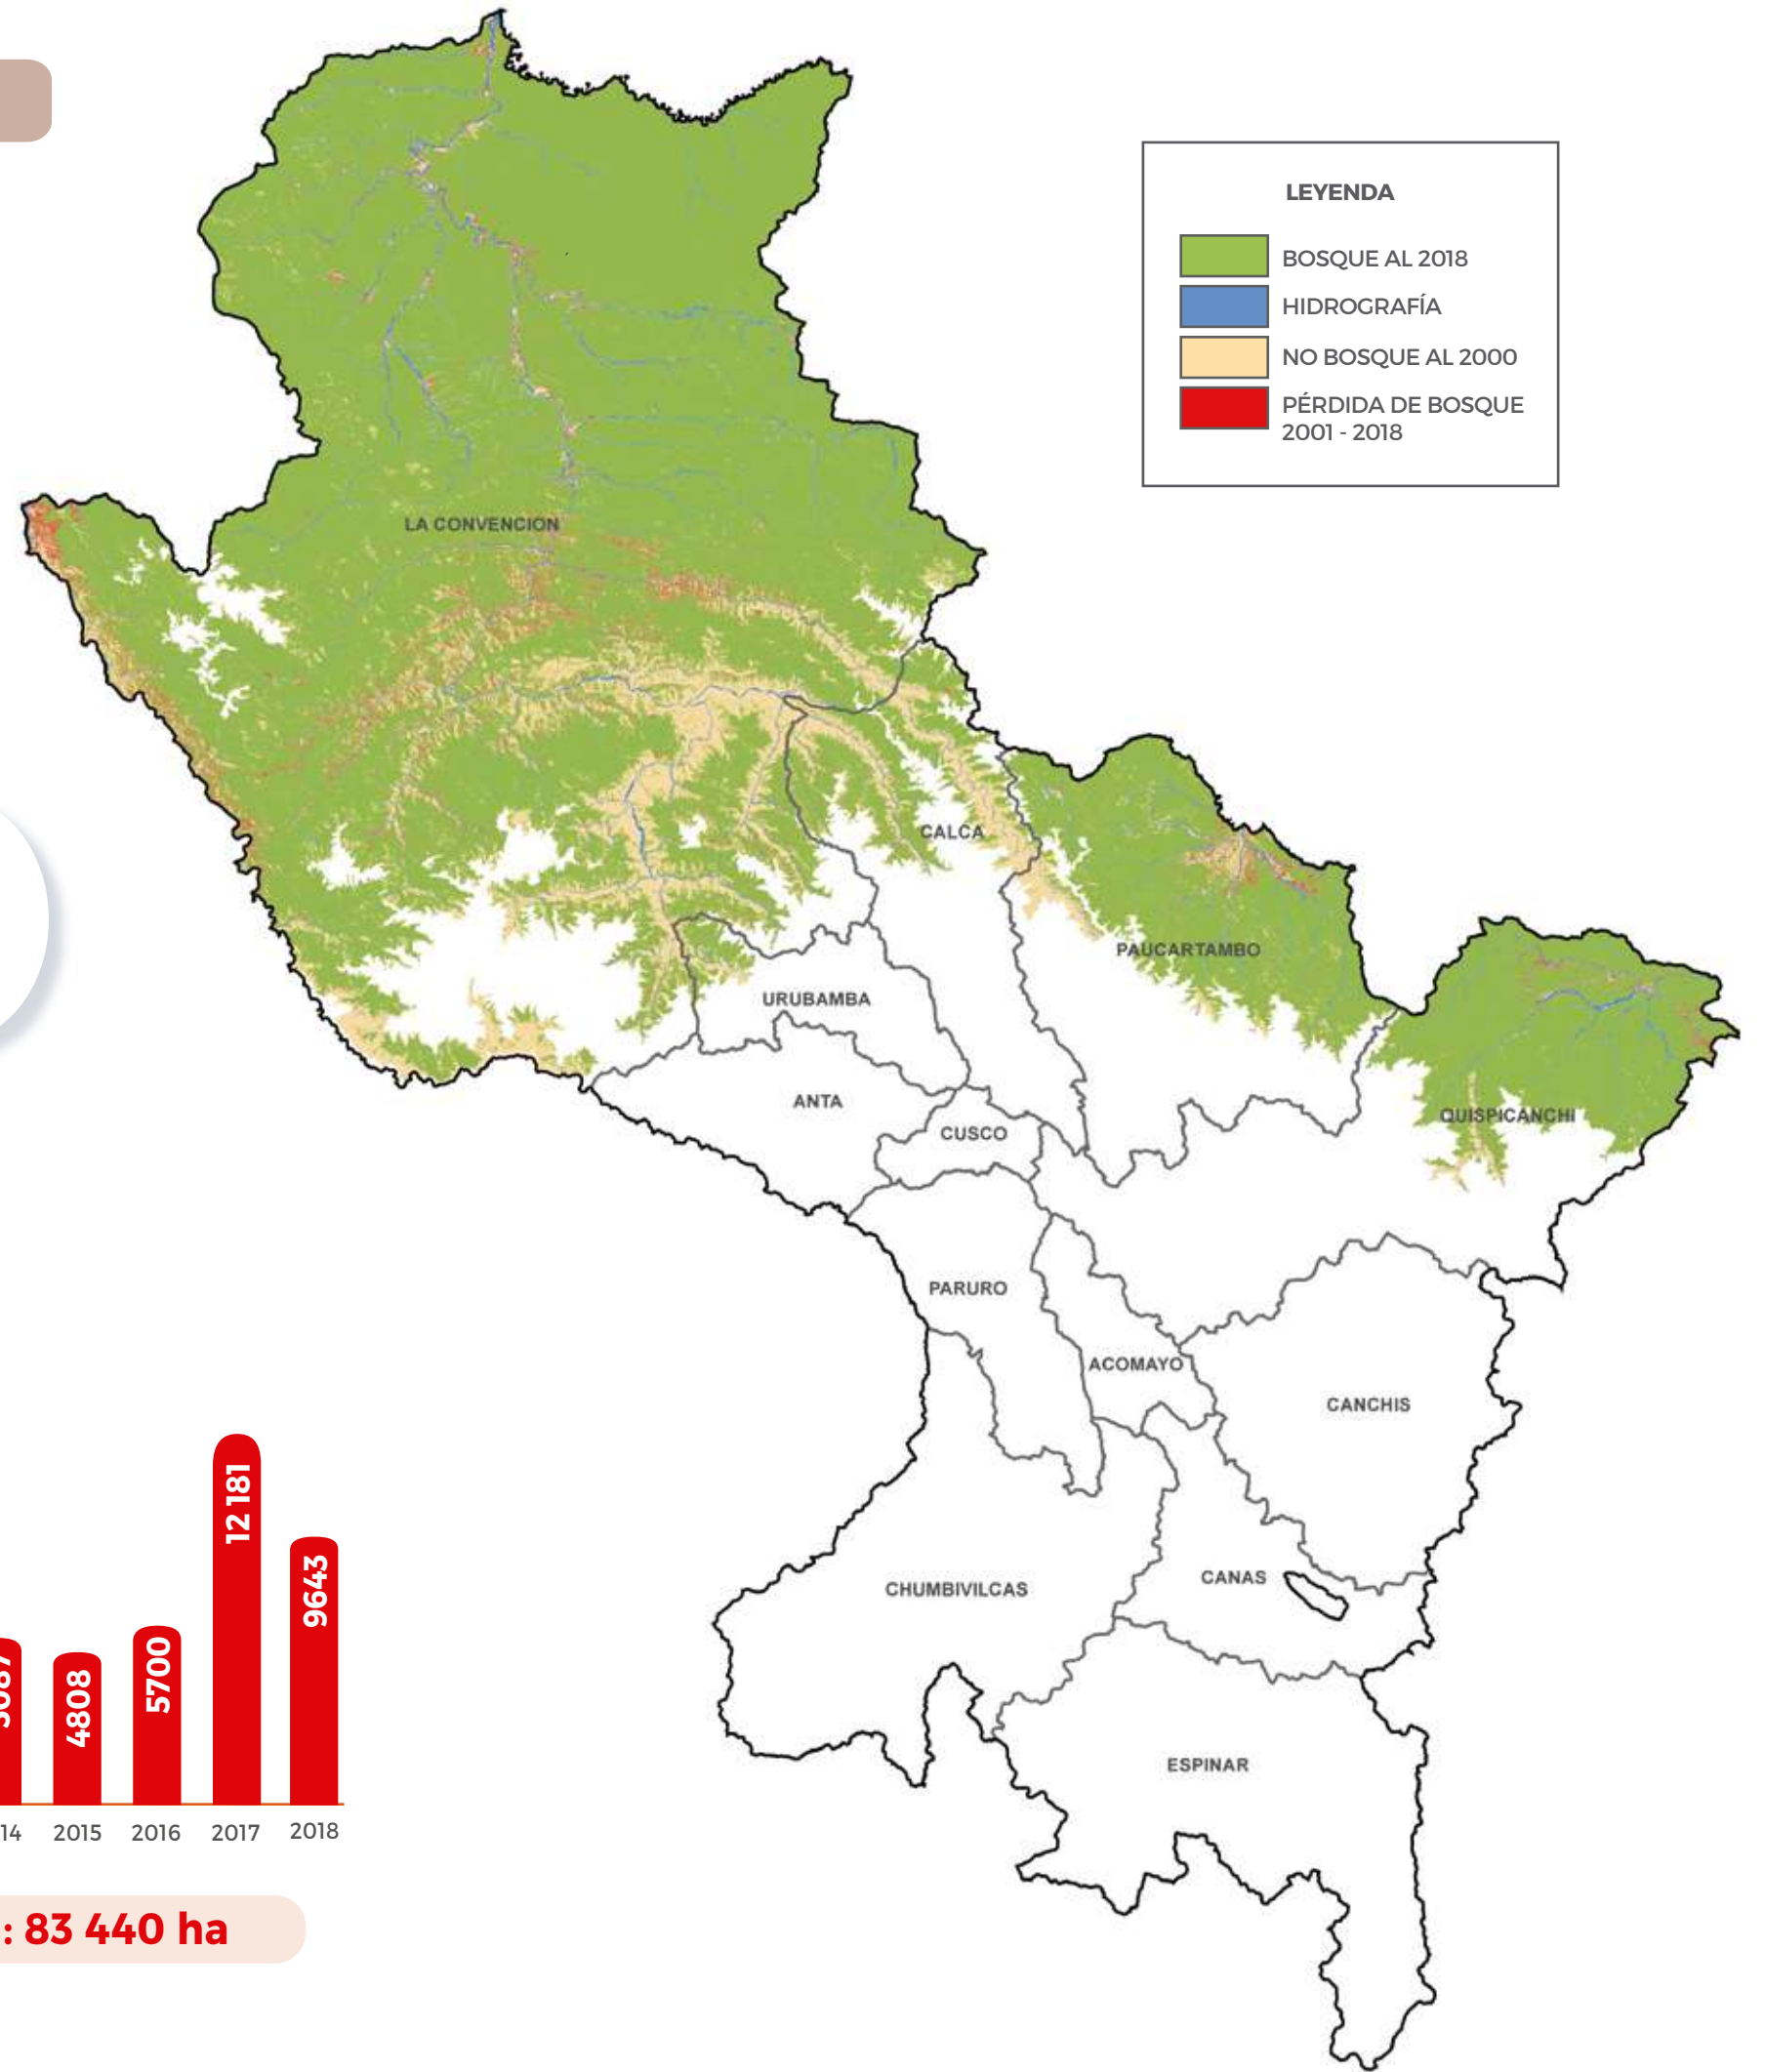 LEYENDA
BOSQUE AL 2018
HIDROGRAFÍA
NO BOSQUE AL 2000
PÉRDIDA DE BOSQUE
2001 - 2018
LA CONVENCION
CALCA
PAUCARTAMBO
URUBAMBA
ANTA
CUSCO
QUISPICANCHI
PARURO
ACOMAYO
CANCHIS
CHUMBIVILCAS
CANAS
ESPINAR
4808
5700
12 181
9643
14 2015 2016 2017 2018
: 83 440 ha